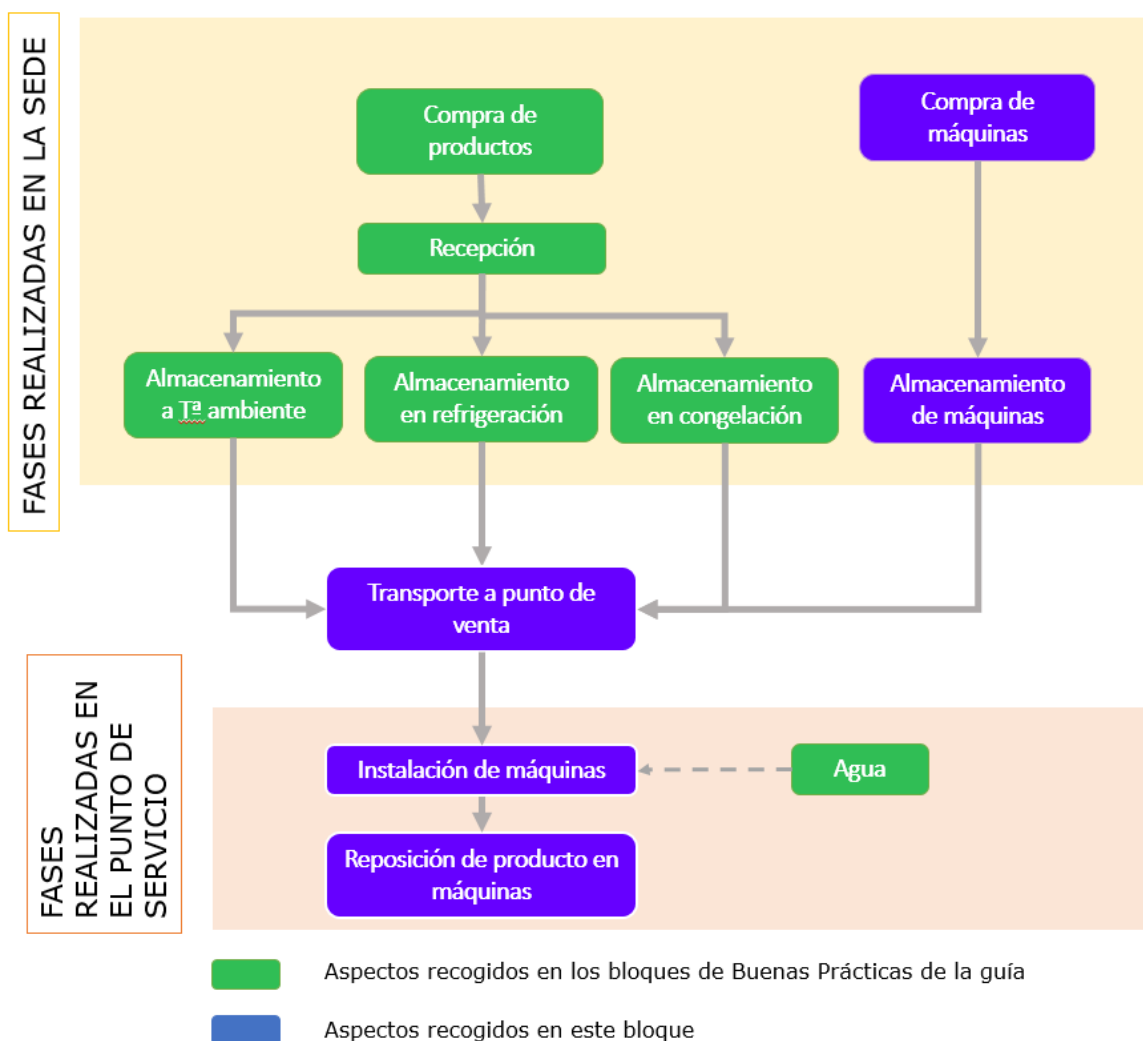 FASES REALIZADAS EN LA SEDE
Compra de
productos
Compra de
máquinas
Recepción
Almacenamiento
a Tª ambiente
Almacenamiento
en refrigeración
Almacenamiento
en congelación
Almacenamiento
de máquinas
Transporte a punto de
venta
FASES
REALIZADAS EN
EL PUNTO DE
SERVICIO
Instalación de máquinas
Agua
Reposición de producto en
máquinas
Aspectos recogidos en los bloques de Buenas Prácticas de la guía
Aspectos recogidos en este bloque